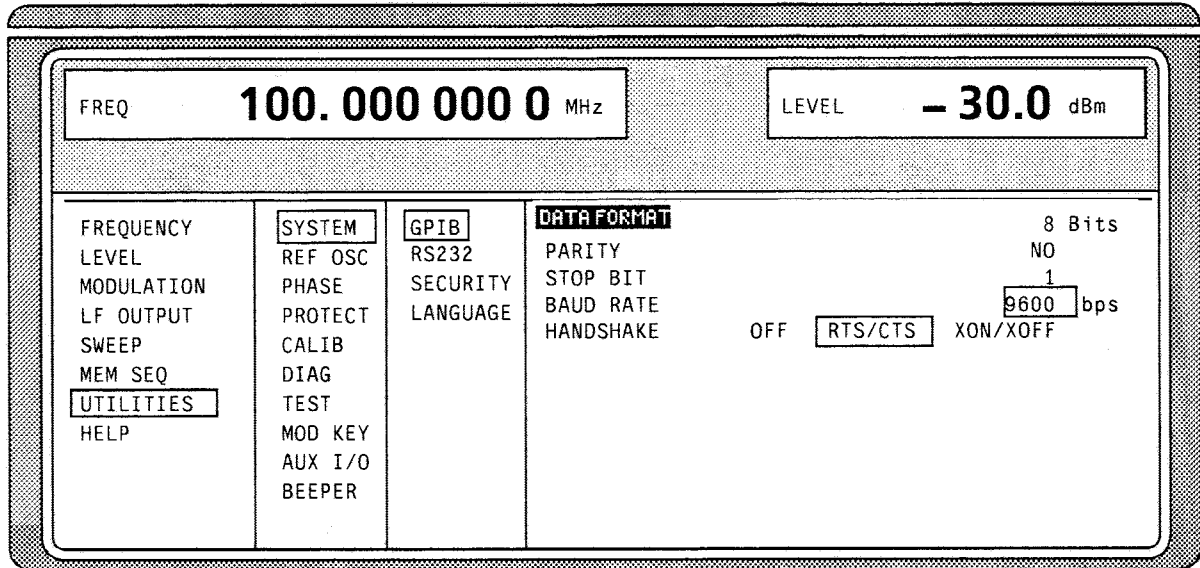 FREQ 100. 000 000 0 MHz
LEVEL - 30.0 dBm
FREQUENCY
LEVEL
MODULATION
LF OUTPUT
SWEEP
MEM SEQ
UTILITIES
HELP
SYSTEM
REF OSC
PHASE
PROTECT
CALIB
DIAG
TEST
MOD KEY
AUX I/O
BEEPER
GPIB
RS232
SECURITY
LANGUAGE
DATA FORMAT 8 Bits
PARITY NO
STOP BIT 1
BAUD RATE 9600 bps
HANDSHAKE OFF RTS/CTS XON/XOFF